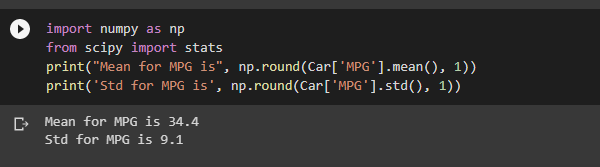 import numpy as np
from scipy import stats
print("Mean for MPG is", np.round(Car['MPG'].mean(), 1))
print('Std for MPG is', np.round(Car['MPG'].std(), 1))
Mean for MPG is 34.4
Std for MPG is 9.1